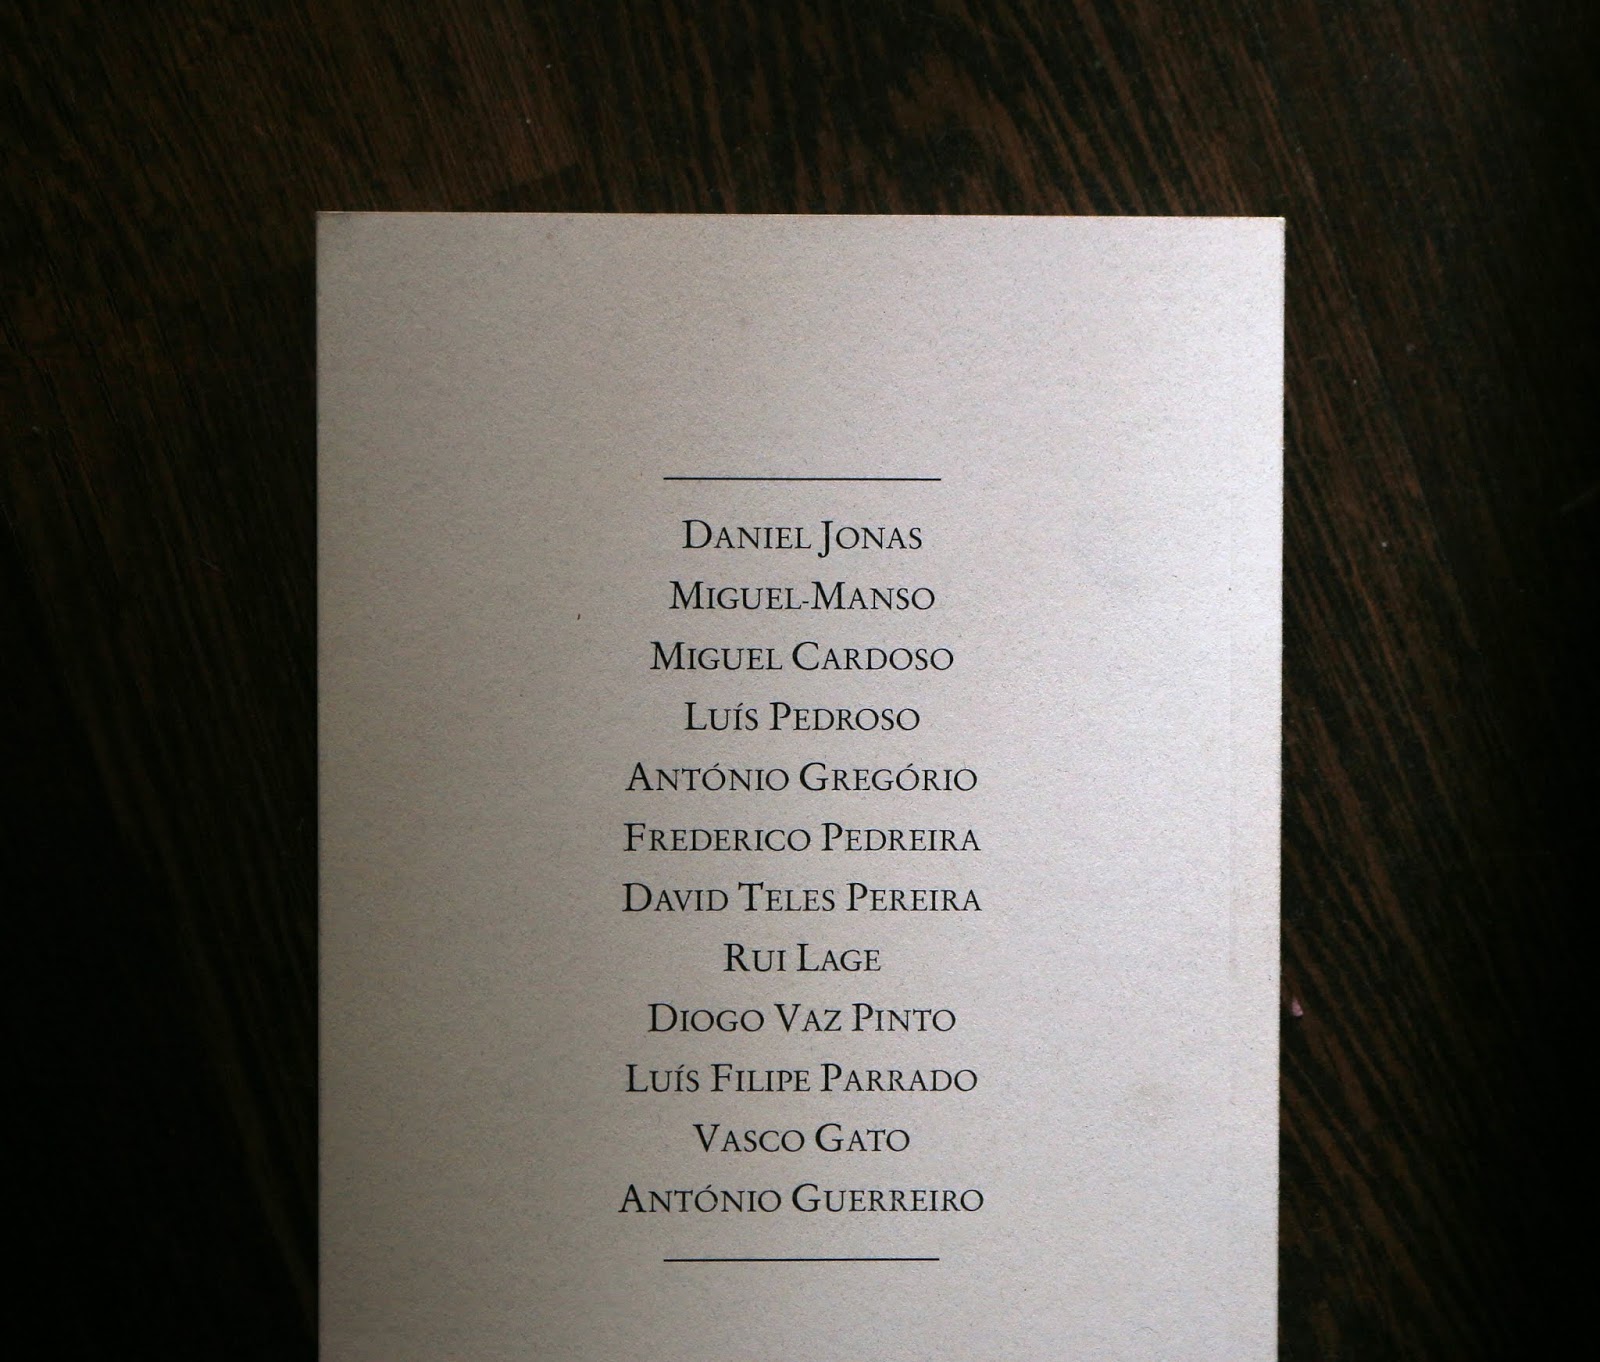 Daniel Jonas
Miguel-Manso
Miguel Cardoso
Luís Pedroso
António Gregório
Frederico Pedreira
David Teles Pereira
Rui Lage
Diogo Vaz Pinto
Luís Filipe Parrado
Vasco Gato
António Guerreiro